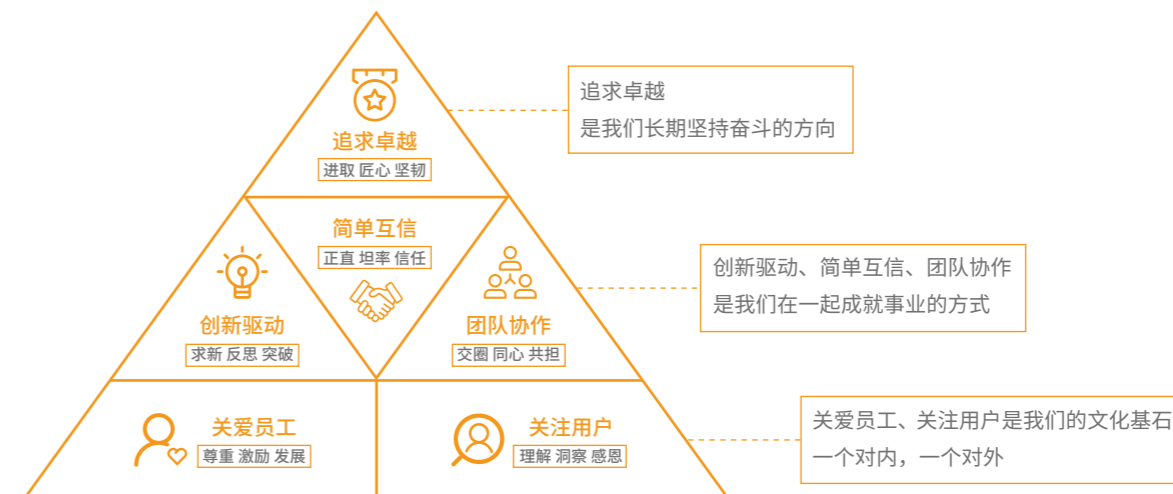 追求卓越
进取 匠心 坚韧
追求卓越
是我们长期坚持奋斗的方向
简单互信
正直 坦率 信任
创新驱动
求新 反思 突破
团队协作
交圈 同心 共担
创新驱动、简单互信、团队协作
是我们在一起成就事业的方式
关爱员工
尊重 激励 发展
关注用户
理解 洞察 感恩
关爱员工、关注用户是我们的文化基石
一个对内，一个对外